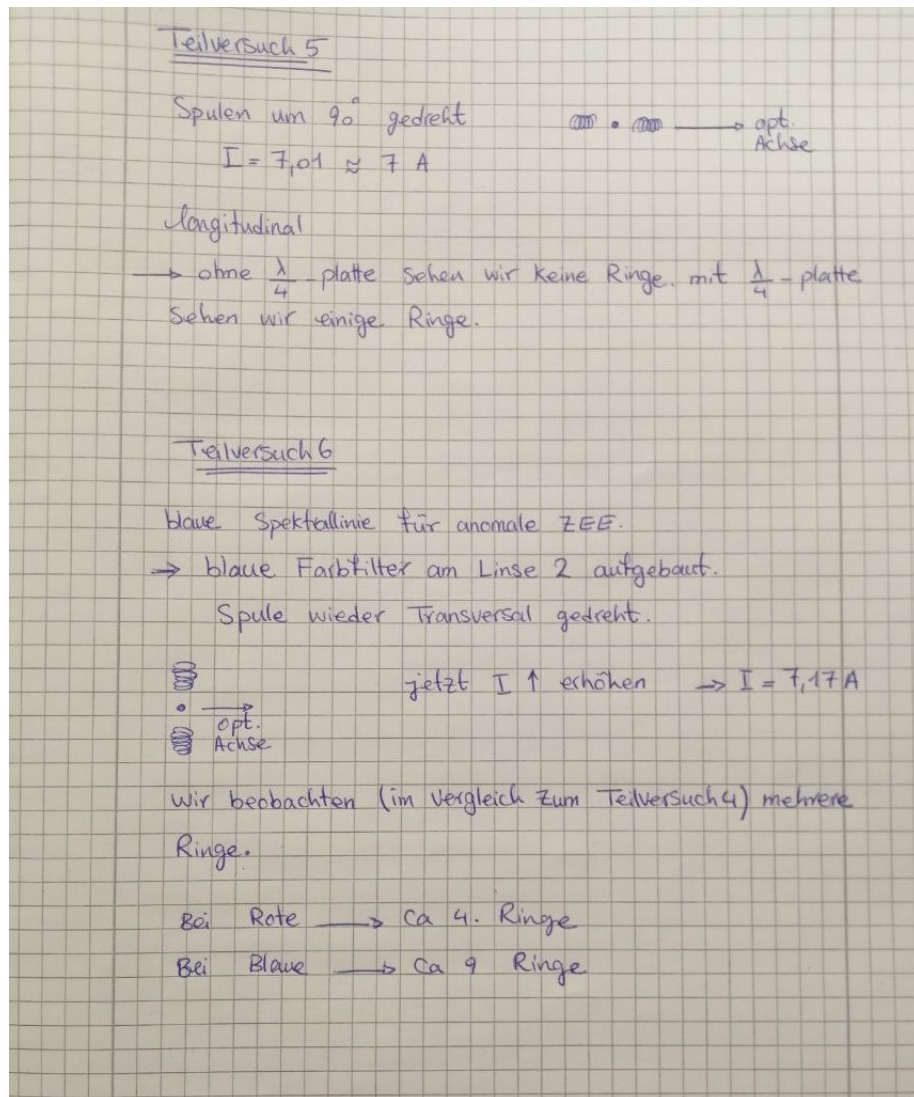 Teilversuch 5
Spulen um 90° gedreht
opt.
Achse
I = 7,01 ≈ 7 A
longitudinal
→ ohne λ/4 -platte sehen wir keine Ringe. mit λ/4 - platte
Sehen wir einige Ringe.
Teilversuch 6
blaue Spektallinie für anomale ZEE.
→ blaue Farbfilter am Linse 2 aufgebaut.
Spule wieder Transversal gedreht.
jetzt I ↑ erhöhen → I = 7,17 A
opt.
Achse
Wir beobachten (im Vergleich zum Teilversuch 4) mehrere
Ringe.
Bei Rote → Ca 4. Ringe
Bei Blaue → Ca 9 Ringe